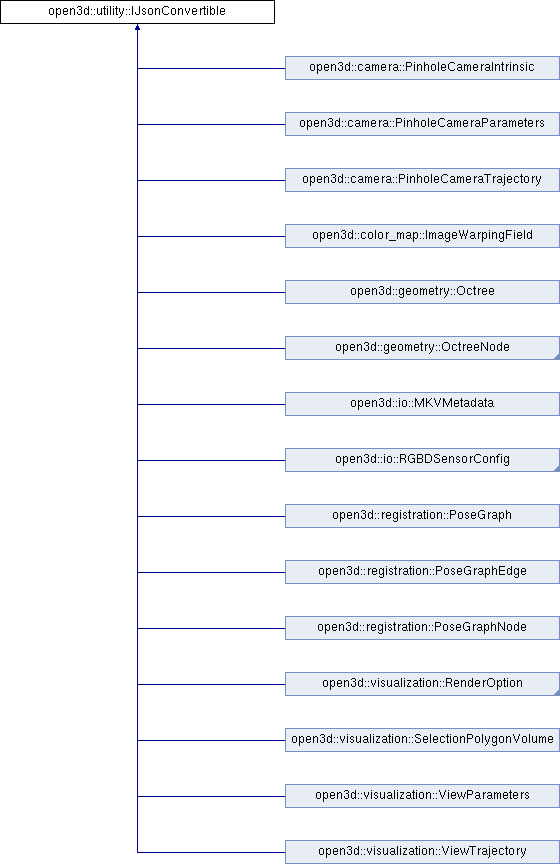 open3d::utility::IJsonConvertible
open3d::camera::PinholeCameraIntrinsic
open3d::camera::PinholeCameraParameters
open3d::camera::PinholeCameraTrajectory
open3d::color_map::ImageWarpingField
open3d::geometry::Octree
open3d::geometry::OctreeNode
open3d::io::MKVMetadata
open3d::io::RGBDSensorConfig
open3d::registration::PoseGraph
open3d::registration::PoseGraphEdge
open3d::registration::PoseGraphNode
open3d::visualization::RenderOption
open3d::visualization::SelectionPolygonVolume
open3d::visualization::ViewParameters
open3d::visualization::ViewTrajectory